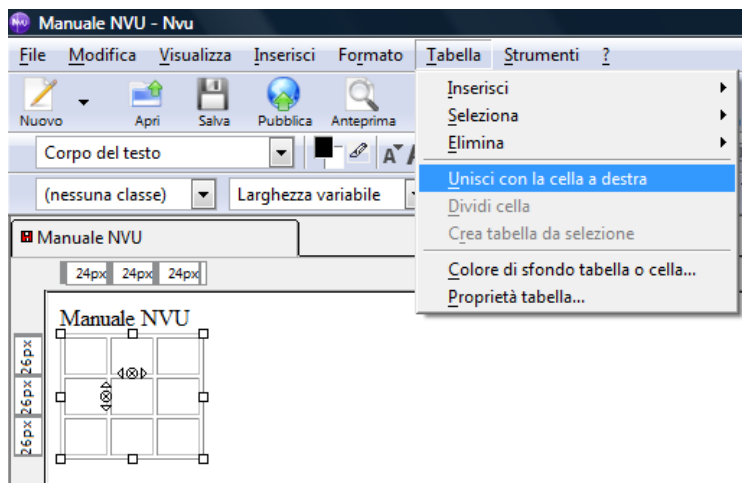 Manuale NVU - Nvu
File Modifica Visualizza Inserisci Formato Tabella Strumenti ?
Nuovo Apri Salva Pubblica Anteprima
Inserisci
Seleziona
Elimina
Unisci con la cella a destra
Dividi cella
Crea tabella da selezione
Colore di sfondo tabella o cella...
Proprietà tabella...
Corpo del testo
(nessuna classe) Larghezza variabile
Manuale NVU
24px 24px 24px
Manuale NVU
26px
26px
26px